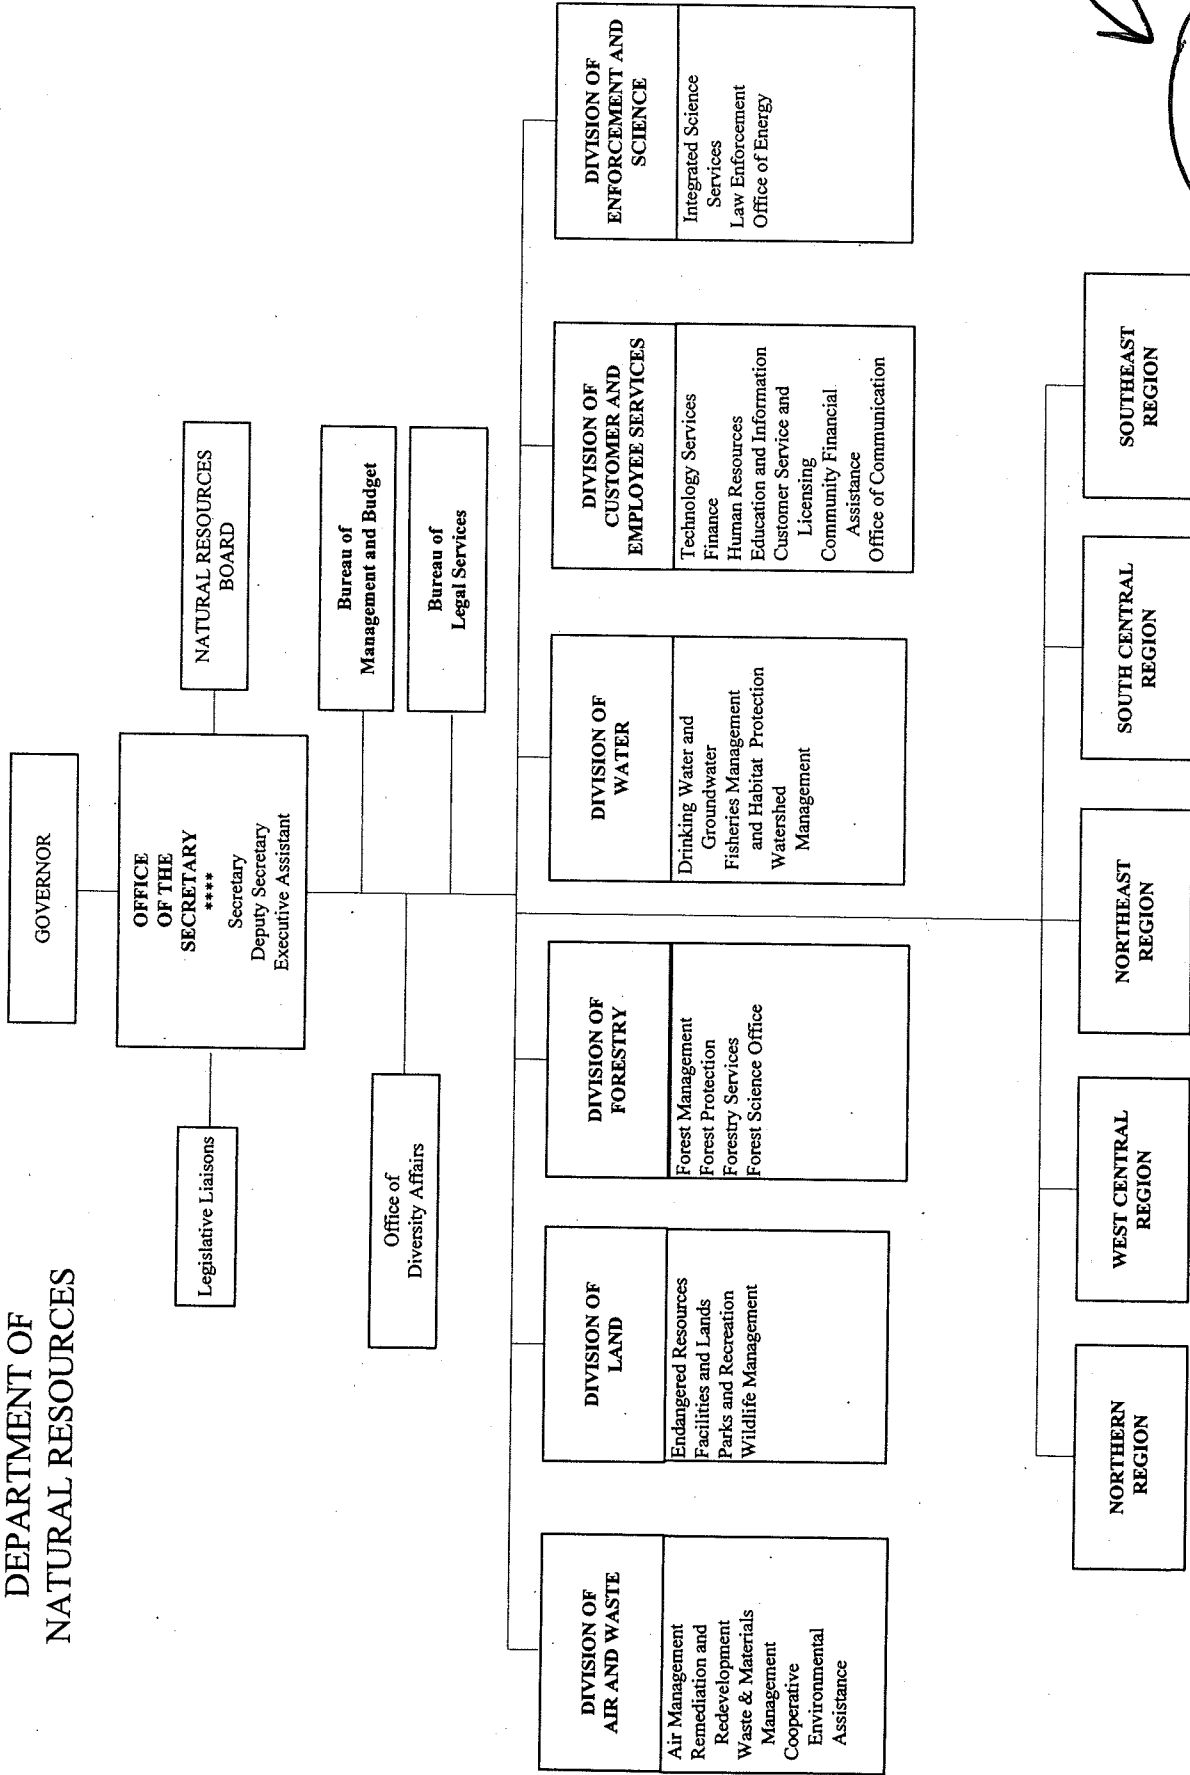 DEPARTMENT OF
NATURAL RESOURCES
GOVERNOR
OFFICE
OF THE
SECRETARY
****
Secretary
Deputy Secretary
Executive Assistant
Legislative Liaisons
NATURAL RESOURCES
BOARD
Office of
Diversity Affairs
Bureau of
Management and Budget
Bureau of
Legal Services
DIVISION OF
AIR AND WASTE
Air Management
Remediation and
Redevelopment
Waste & Materials
Management
Cooperative
Environmental
Assistance
DIVISION OF
LAND
Endangered Resources
Facilities and Lands
Parks and Recreation
Wildlife Management
DIVISION OF
FORESTRY
Forest Management
Forest Protection
Forestry Services
Forest Science Office
DIVISION OF
WATER
Drinking Water and
Groundwater
Fisheries Management
and Habitat Protection
Watershed
Management
DIVISION OF
CUSTOMER AND
EMPLOYEE SERVICES
Technology Services
Finance
Human Resources
Education and Information
Customer Service and
Licensing
Community Financial
Assistance
Office of Communication
DIVISION OF
ENFORCEMENT AND
SCIENCE
Integrated Science
Services
Law Enforcement
Office of Energy
NORTHERN
REGION
WEST CENTRAL
REGION
NORTHEAST
REGION
SOUTH CENTRAL
REGION
SOUTHEAST
REGION